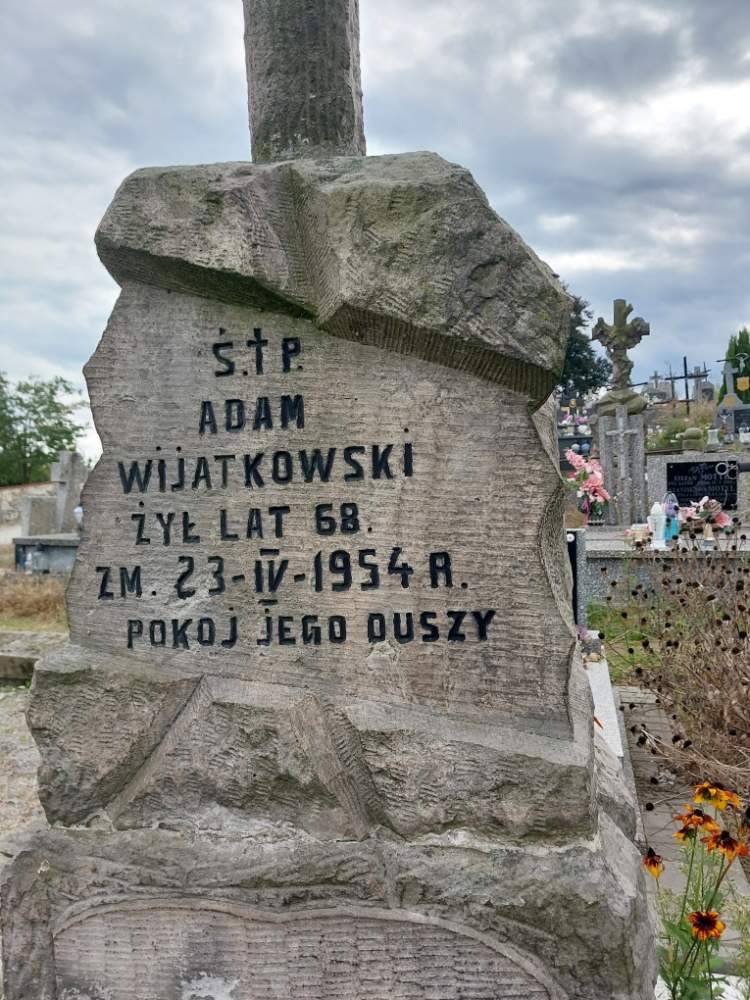 Ś.†P.
ADAM
WIJATKOWSKI
ŻYŁ LAT 68.
ZM. 23-IV-1954 R.
POKOJ JEGO DUSZY